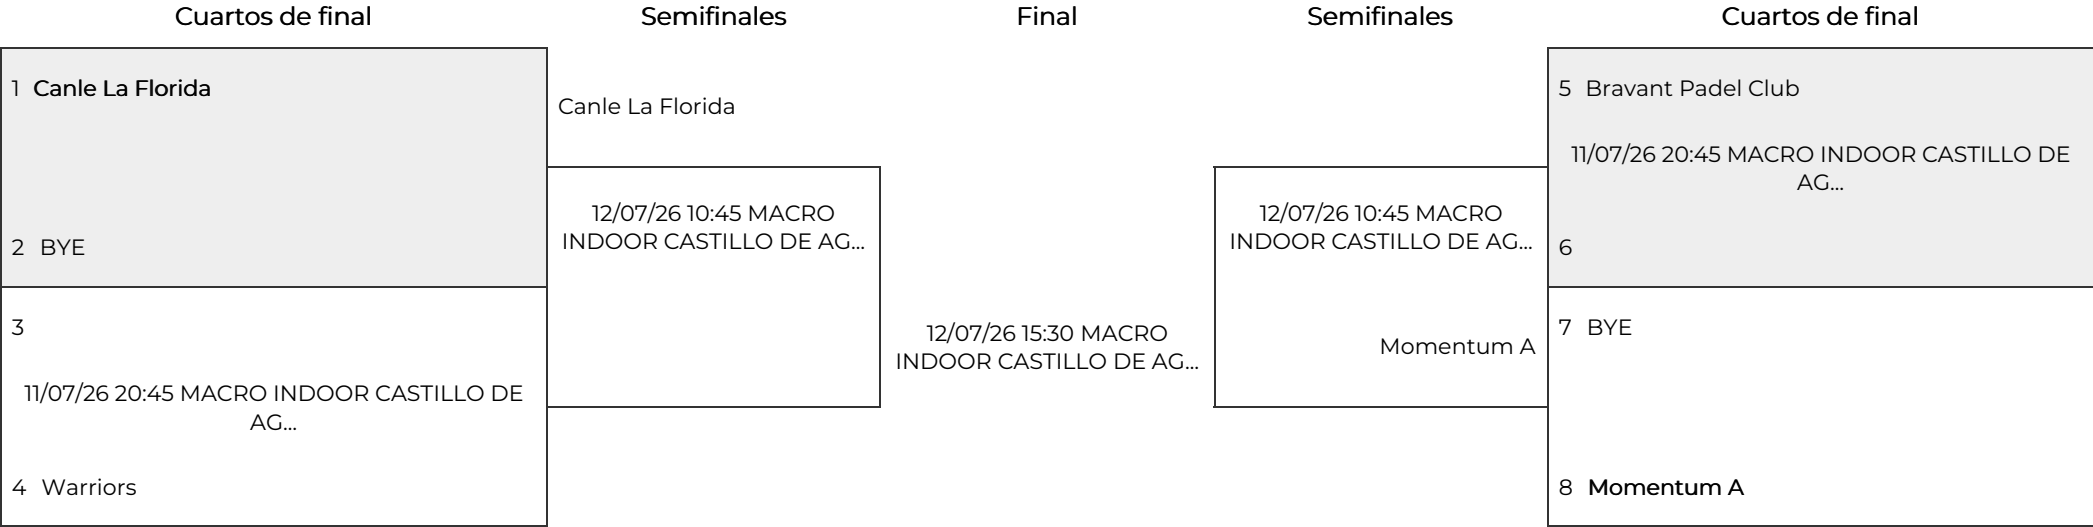 Cuartos de final
Semifinales
Final
Semifinales
Cuartos de final
1 Canle La Florida
2 BYE
3
11/07/26 20:45 MACRO INDOOR CASTILLO DE
AG...
4 Warriors
Canle La Florida
12/07/26 10:45 MACRO
INDOOR CASTILLO DE AG...
12/07/26 15:30 MACRO
INDOOR CASTILLO DE AG...
12/07/26 10:45 MACRO
INDOOR CASTILLO DE AG...
Momentum A
5 Bravant Padel Club
11/07/26 20:45 MACRO INDOOR CASTILLO DE
AG...
6
7 BYE
8 Momentum A